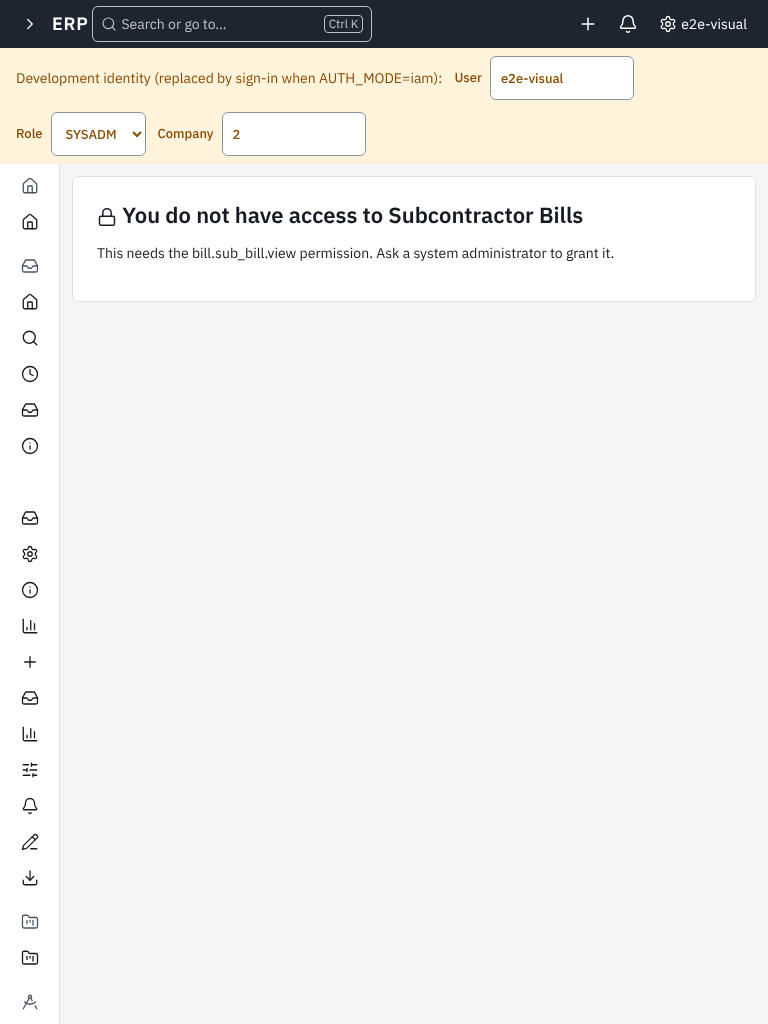 ERP
Search or go to...
Ctrl K
e2e-visual
Development identity (replaced by sign-in when AUTH_MODE=iam):
User
e2e-visual
Role
SYSADM
Company
2
You do not have access to Subcontractor Bills
This needs the bill.sub_bill.view permission. Ask a system administrator to grant it.